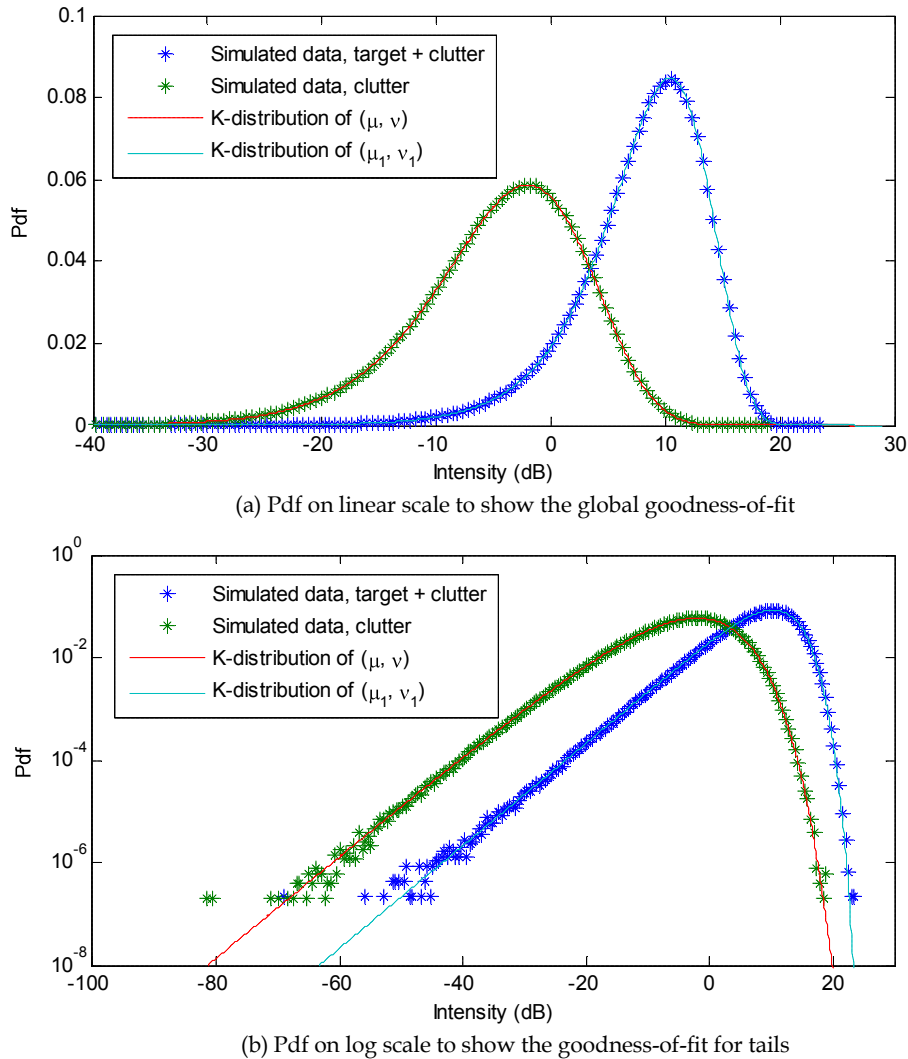 0.1
0.08
0.06
0.04
0.02
0
Pdf
Simulated data, target + clutter
Simulated data, clutter
K-distribution of (μ, ν)
K-distribution of (μ₁, ν₁)
-40 -30 -20 -10 0 10 20 30
Intensity (dB)
(a) Pdf on linear scale to show the global goodness-of-fit
10⁰
10⁻²
10⁻⁴
10⁻⁶
10⁻⁸
Pdf
Simulated data, target + clutter
Simulated data, clutter
K-distribution of (μ, ν)
K-distribution of (μ₁, ν₁)
-100 -80 -60 -40 -20 0 20
Intensity (dB)
(b) Pdf on log scale to show the goodness-of-fit for tails